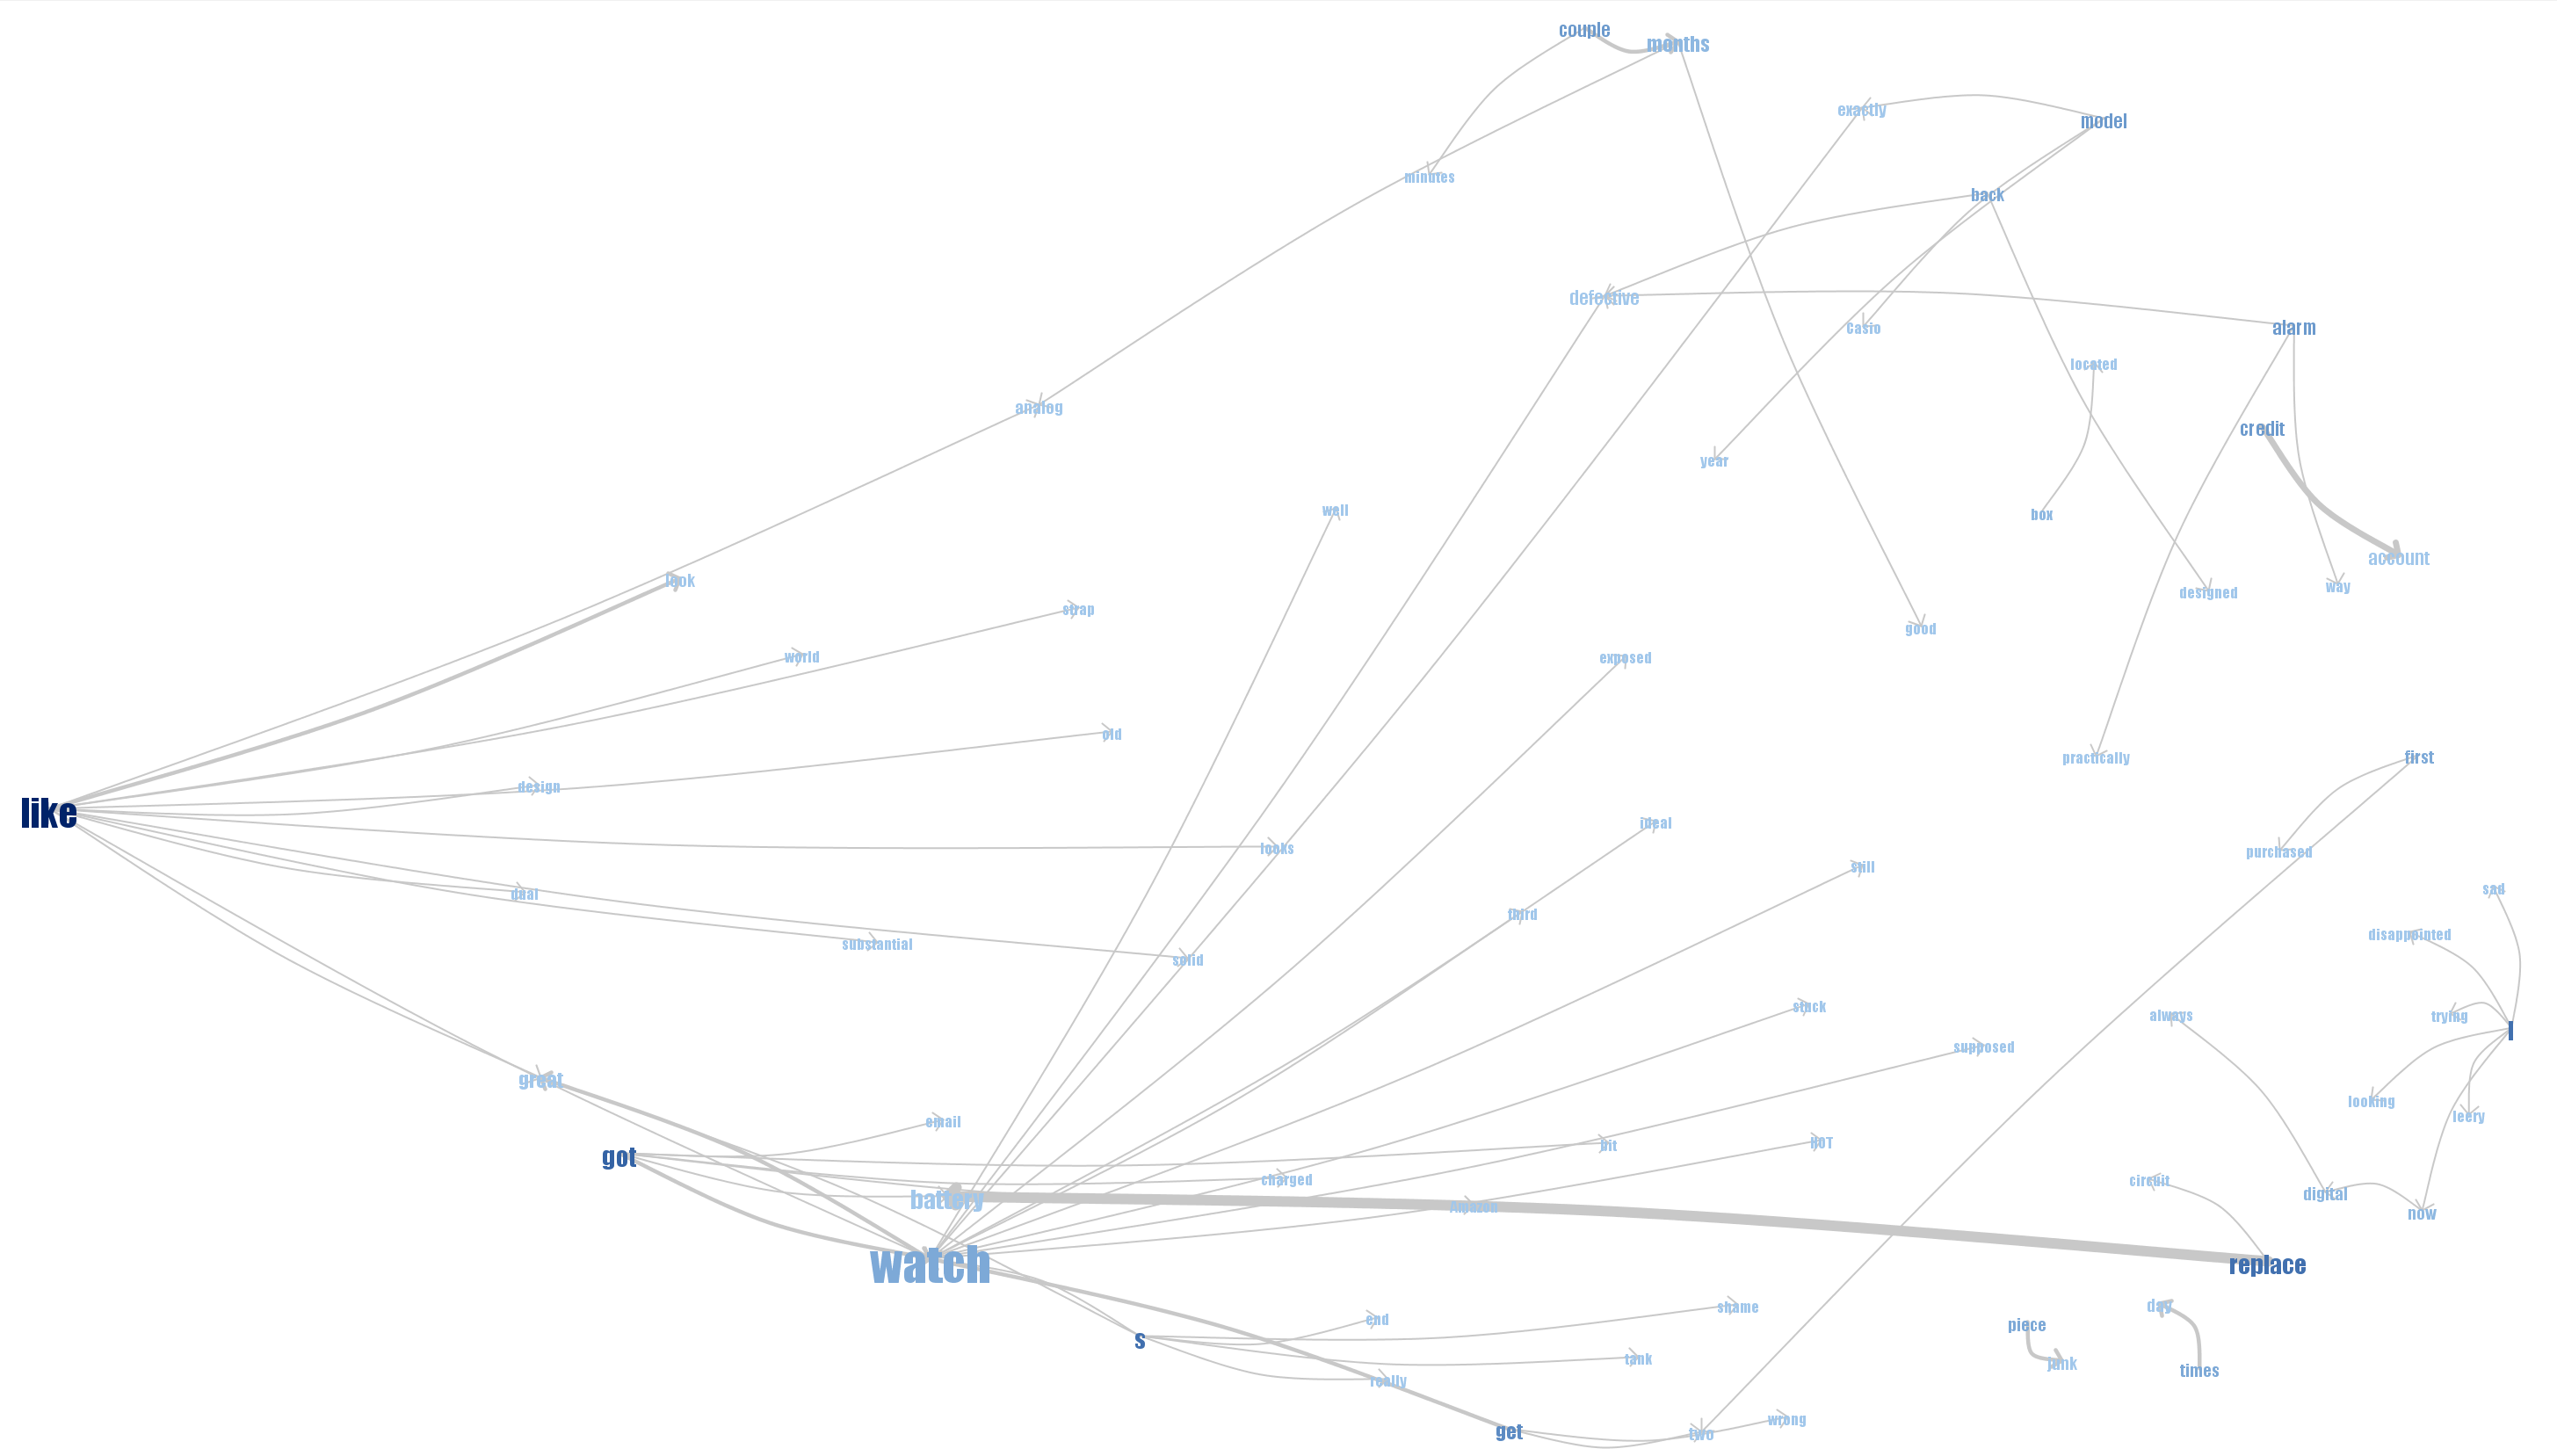 couple
months
exactly
model
minutes
back
defective
Casio
alarm
located
analog
credit
year
well
box
account
look
way
designed
strap
good
world
exposed
old
practically
first
design
like
ideal
looks
purchased
still
sad
dual
third
disappointed
substantial
solid
stuck
always
trying
I
supposed
great
looking
leery
email
bit
HOT
got
charged
circuit
battery
digital
Amazon
now
watch
replace
day
shame
end
piece
s
tank
junk
times
really
wrong
get
two